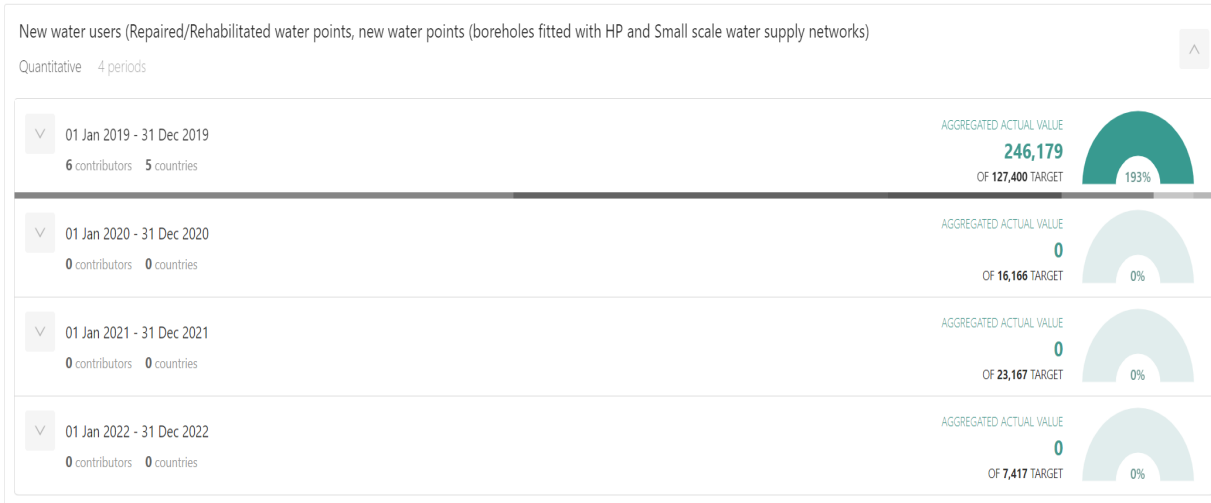 New water users (Repaired/Rehabilitated water points, new water points (boreholes fitted with HP and Small scale water supply networks)
Quantitative 4 periods
01 Jan 2019 - 31 Dec 2019
6 contributors 5 countries
AGGREGATED ACTUAL VALUE
246,179
OF 127,400 TARGET
193%
01 Jan 2020 - 31 Dec 2020
0 contributors 0 countries
AGGREGATED ACTUAL VALUE
0
OF 16,166 TARGET
0%
01 Jan 2021 - 31 Dec 2021
0 contributors 0 countries
AGGREGATED ACTUAL VALUE
0
OF 23,167 TARGET
0%
01 Jan 2022 - 31 Dec 2022
0 contributors 0 countries
AGGREGATED ACTUAL VALUE
0
OF 7,417 TARGET
0%